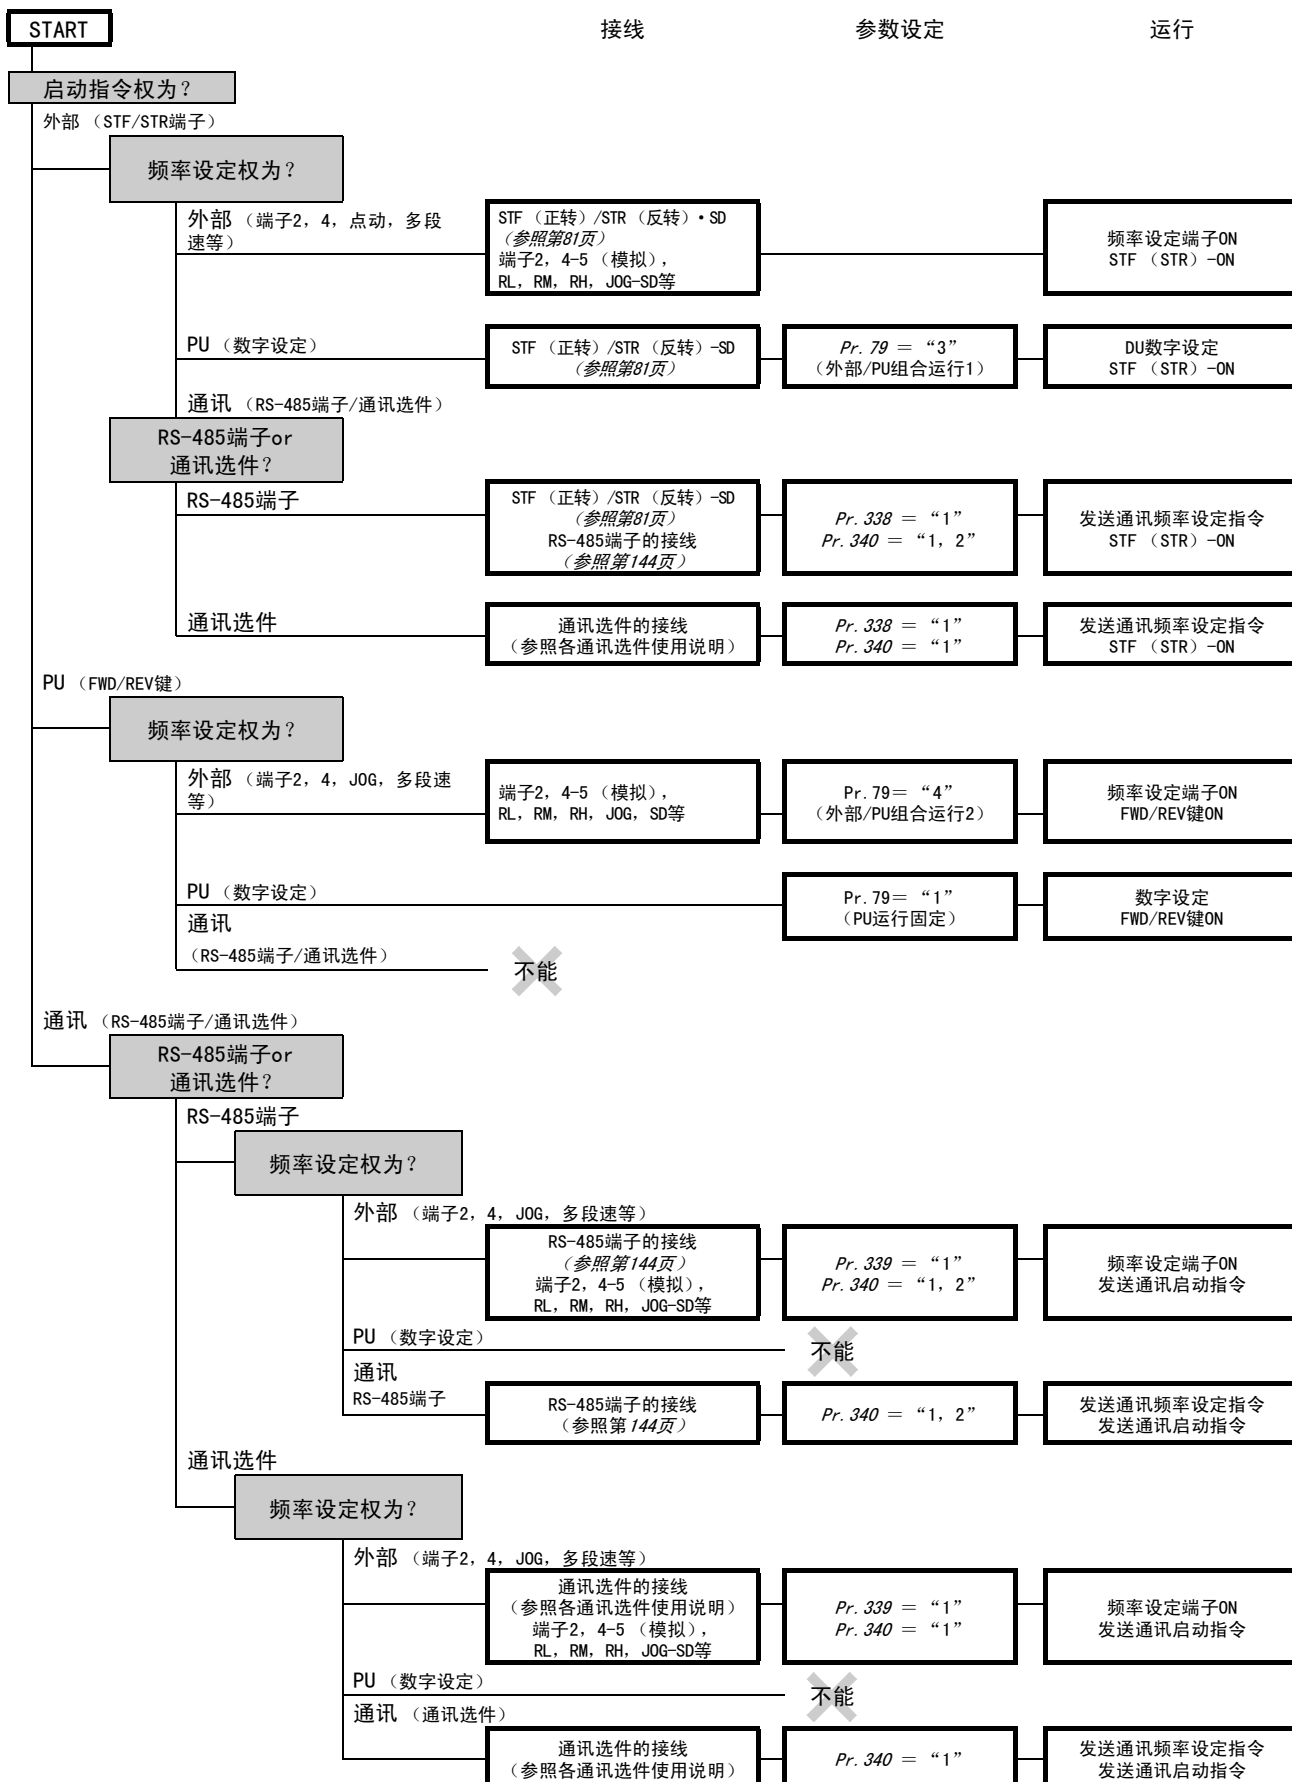 START
接线 参数设定 运行
启动指令权为？
外部 （STF/STR端子）
频率设定权为？
外部 （端子2，4，点动，多段
速等）
STF （正转）/STR （反转）•SD
（参照第81页）
端子2，4-5 （模拟），
RL，RM，RH，JOG-SD等
频率设定端子ON
STF （STR）-ON
PU （数字设定）
STF （正转）/STR （反转）-SD
（参照第81页）
Pr.79 ＝ “3”
（外部/PU组合运行1）
DU数字设定
STF （STR）-ON
通讯 （RS-485端子/通讯选件）
RS-485端子or
通讯选件？
RS-485端子
STF （正转）/STR （反转）-SD
（参照第81页）
RS-485端子的接线
（参照第144页）
Pr.338 ＝ “1”
Pr.340 ＝ “1，2”
发送通讯频率设定指令
STF （STR）-ON
通讯选件
通讯选件的接线
（参照各通讯选件使用说明）
Pr.338 ＝ “1”
Pr.340 ＝ “1”
发送通讯频率设定指令
STF （STR）-ON
PU （FWD/REV键）
频率设定权为？
外部 （端子2，4，JOG，多段速
等）
端子2，4-5 （模拟），
RL，RM，RH，JOG，SD等
Pr.79＝ “4”
（外部/PU组合运行2）
频率设定端子ON
FWD/REV键ON
PU （数字设定）
Pr.79＝ “1”
（PU运行固定）
数字设定
FWD/REV键ON
通讯
（RS-485端子/通讯选件）
不能
通讯 （RS-485端子/通讯选件）
RS-485端子or
通讯选件？
RS-485端子
频率设定权为？
外部 （端子2，4，JOG，多段速等）
RS-485端子的接线
（参照第144页）
端子2，4-5 （模拟），
RL，RM，RH，JOG-SD等
Pr.339 ＝ “1”
Pr.340 ＝ “1，2”
频率设定端子ON
发送通讯启动指令
PU （数字设定）
不能
通讯
RS-485端子
RS-485端子的接线
（参照第144页）
Pr.340 ＝ “1，2”
发送通讯频率设定指令
发送通讯启动指令
通讯选件
频率设定权为？
外部 （端子2，4，JOG，多段速等）
通讯选件的接线
（参照各通讯选件使用说明）
端子2，4-5 （模拟），
RL，RM，RH，JOG-SD等
Pr.339 ＝ “1”
Pr.340 ＝ “1”
频率设定端子ON
发送通讯启动指令
PU （数字设定）
不能
通讯 （通讯选件）
通讯选件的接线
（参照各通讯选件使用说明）
Pr.340 ＝ “1”
发送通讯频率设定指令
发送通讯启动指令